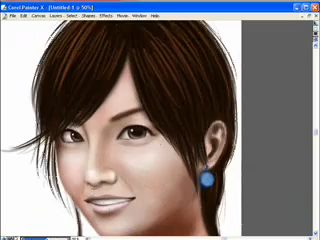 Corel Painter X - [Untitled-1 @ 50%]
File Edit Canvas Layers Select Shapes Effects Movie Window Help